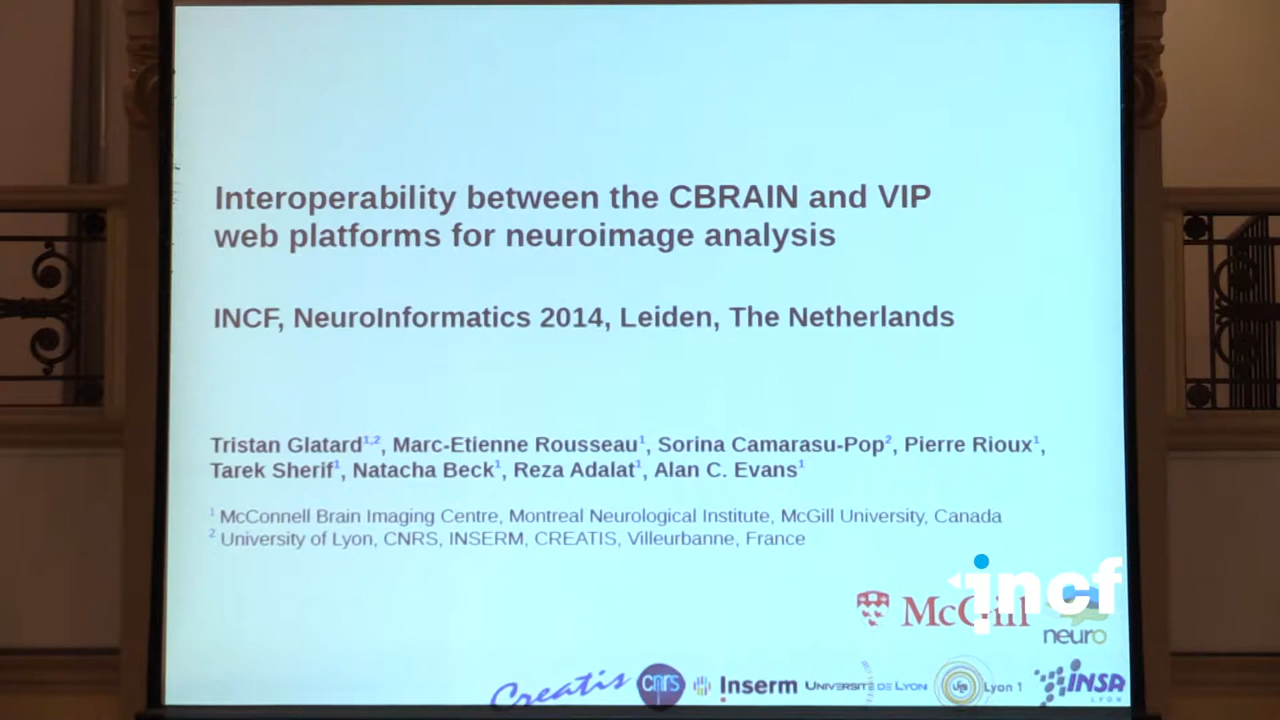 Interoperability between the CBRAIN and VIP
web platforms for neuroimage analysis
INCF, NeuroInformatics 2014, Leiden, The Netherlands
Tristan Glatard1,2, Marc-Etienne Rousseau1, Sorina Camarasu-Pop2, Pierre Rioux1,
Tarek Sherif1, Natacha Beck1, Reza Adalat1, Alan C. Evans1
1 McConnell Brain Imaging Centre, Montreal Neurological Institute, McGill University, Canada
2 University of Lyon, CNRS, INSERM, CREATIS, Villeurbanne, France
incf
McGill
neuro
Creatis cnrs Inserm UNIVERSITÉ DE LYON Lyon 1 INSA
LYON